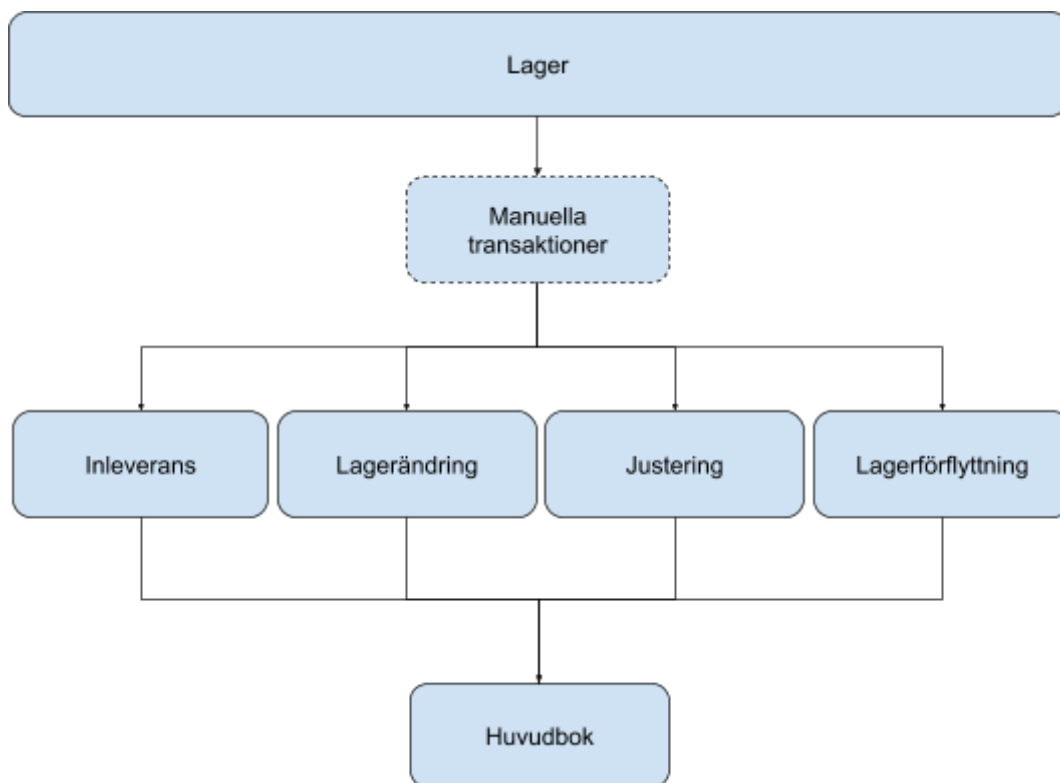 Lager
Manuella
transaktioner
Inleverans
Lagerändring
Justering
Lagerförflyttning
Huvudbok